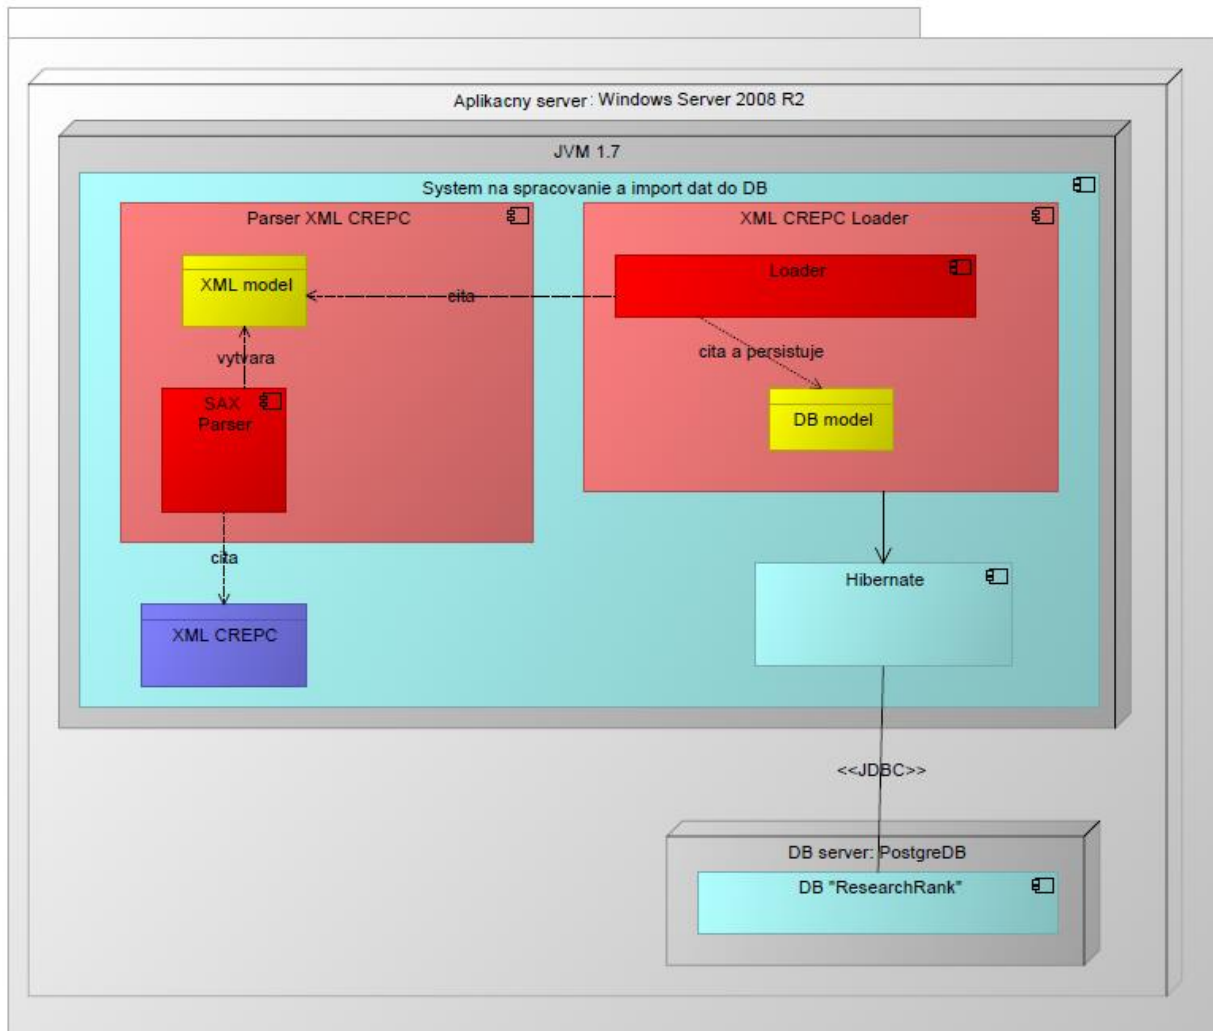 Aplikacny server: Windows Server 2008 R2
JVM 1.7
System na spracovanie a import dat do DB
Parser XML CREPC
XML CREPC Loader
XML model
Loader
cita
vytvara
cita a persistuje
SAX
Parser
DB model
cita
XML CREPC
Hibernate
<<JDBC>>
DB server: PostgreDB
DB "ResearchRank"